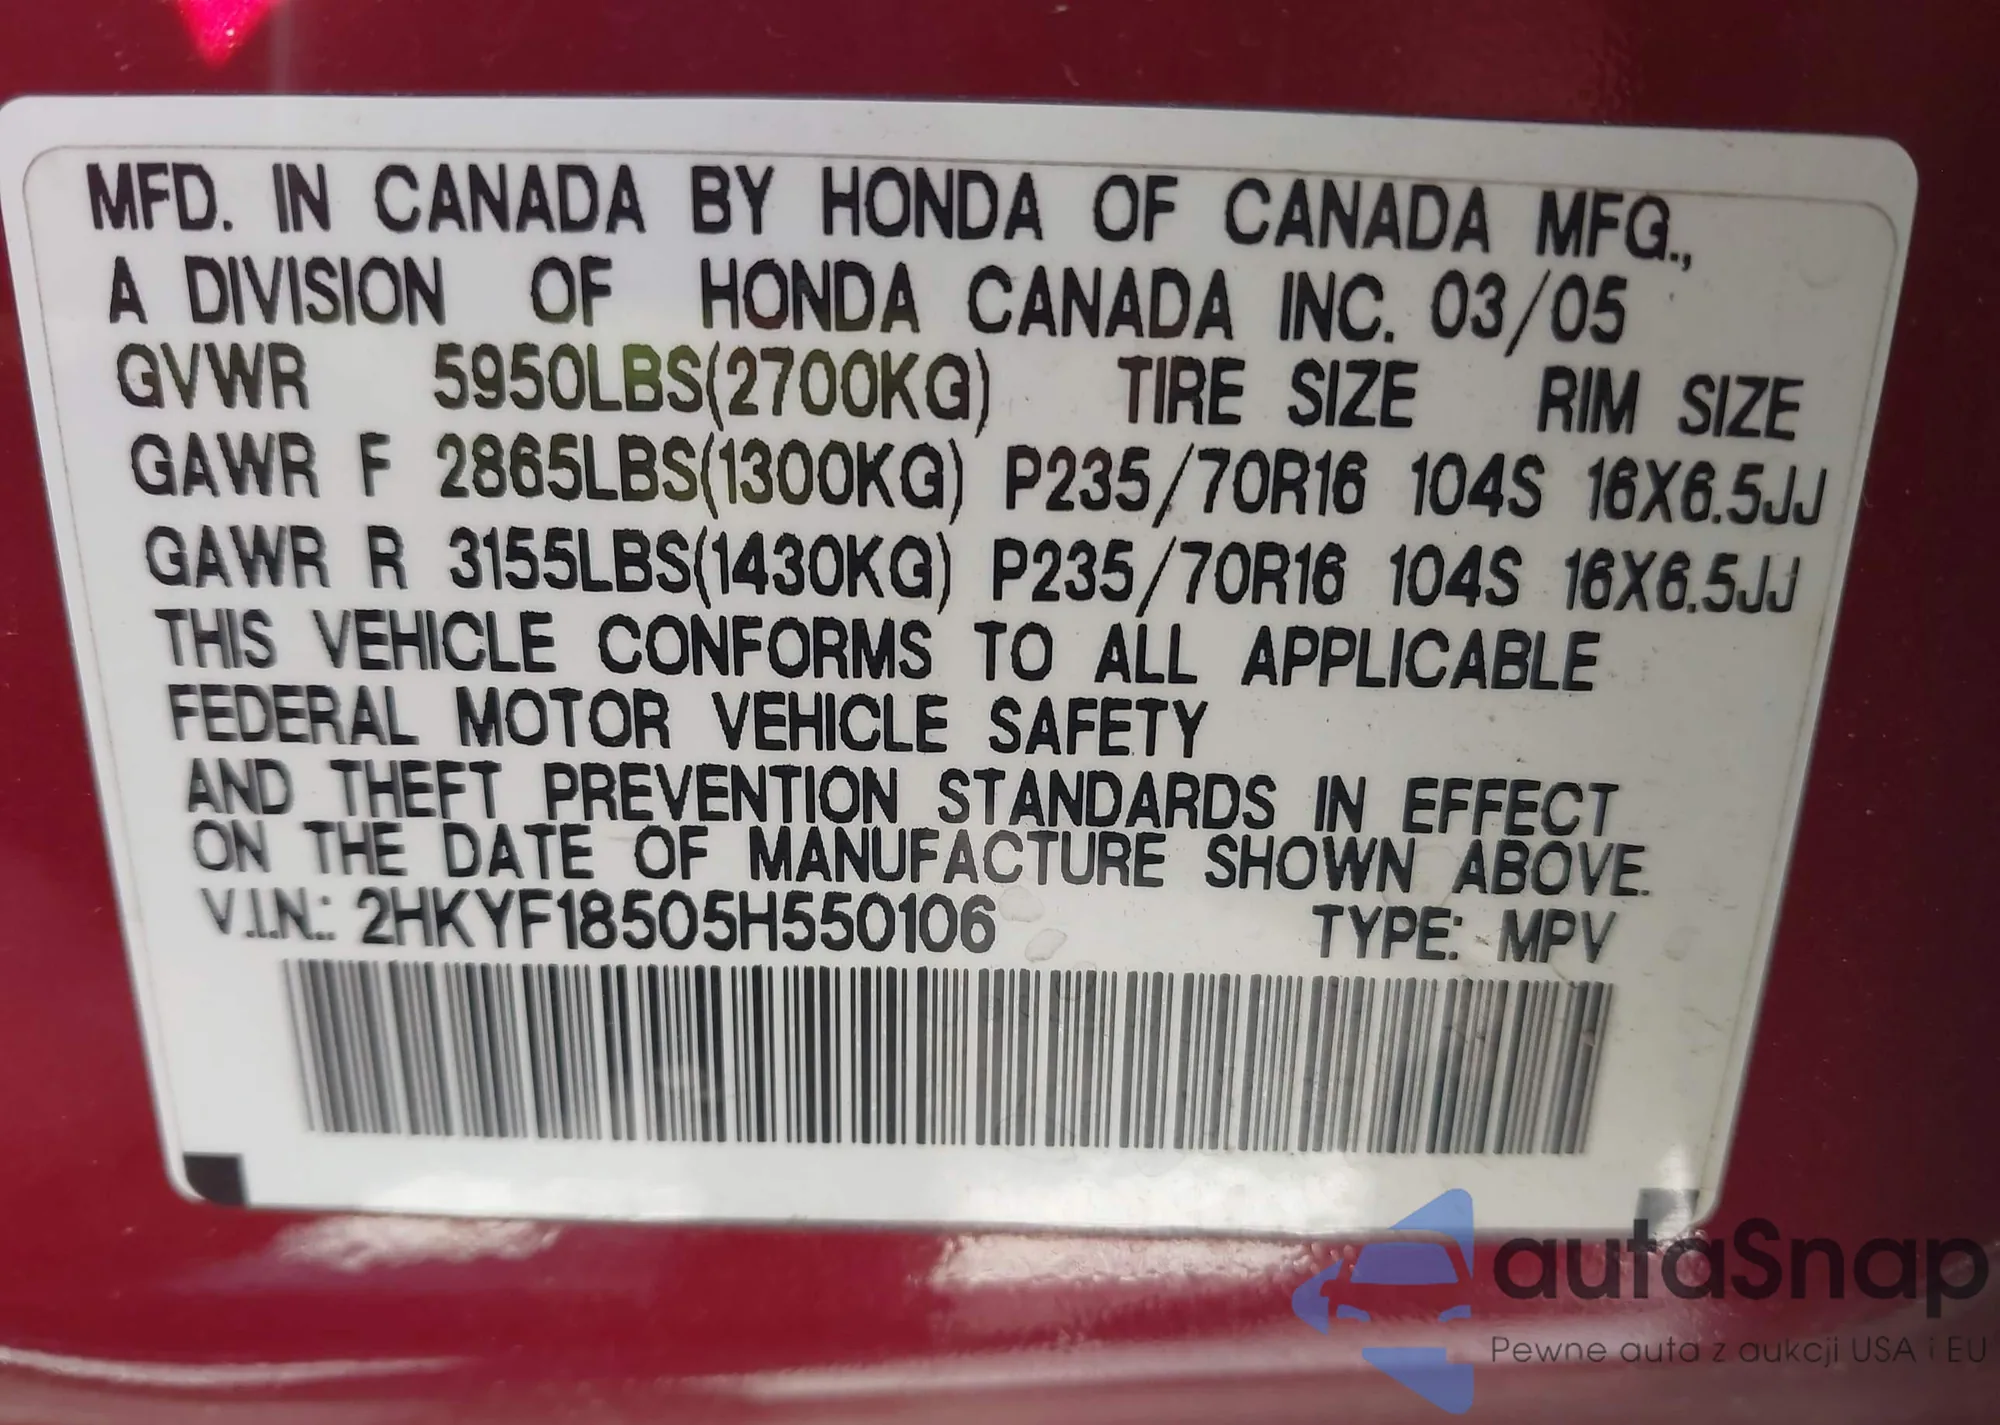 MFD. IN CANADA BY HONDA OF CANADA MFG.,
A DIVISION OF HONDA CANADA INC. 03/05
GVWR 5950LBS(2700KG) TIRE SIZE RIM SIZE
GAWR F 2865LBS(1300KG) P235/70R16 104S 16X6.5JJ
GAWR R 3155LBS(1430KG) P235/70R16 104S 16X6.5JJ
THIS VEHICLE CONFORMS TO ALL APPLICABLE
FEDERAL MOTOR VEHICLE SAFETY
AND THEFT PREVENTION STANDARDS IN EFFECT
ON THE DATE OF MANUFACTURE SHOWN ABOVE.
V.I.N.: 2HKYF18505H550106 TYPE: MPV
autaSnap
Pewne auta z aukcji USA i EU